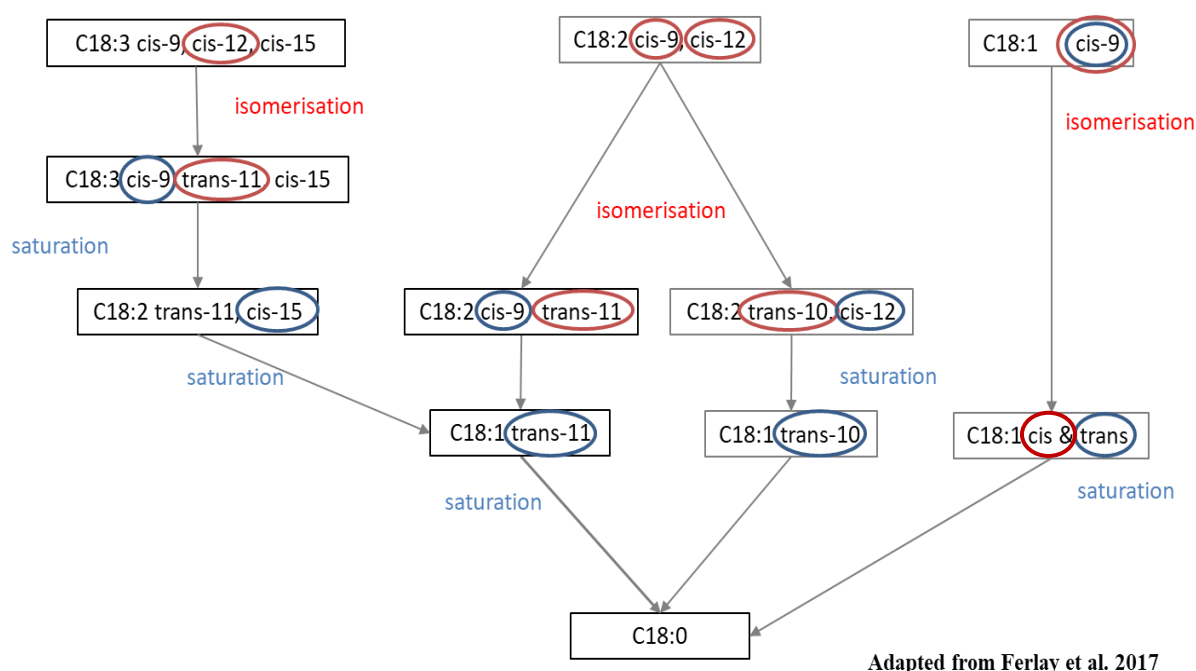 C18:3 cis-9, cis-12, cis-15
C18:2 cis-9, cis-12
C18:1 cis-9
isomerisation
isomerisation
C18:3 cis-9 trans-11 cis-15
isomerisation
saturation
C18:2 trans-11, cis-15
C18:2 cis-9 trans-11
C18:2 trans-10, cis-12
saturation
saturation
C18:1 trans-11
C18:1 trans-10
C18:1 cis & trans
saturation
saturation
C18:0
Adapted from Ferlay et al. 2017